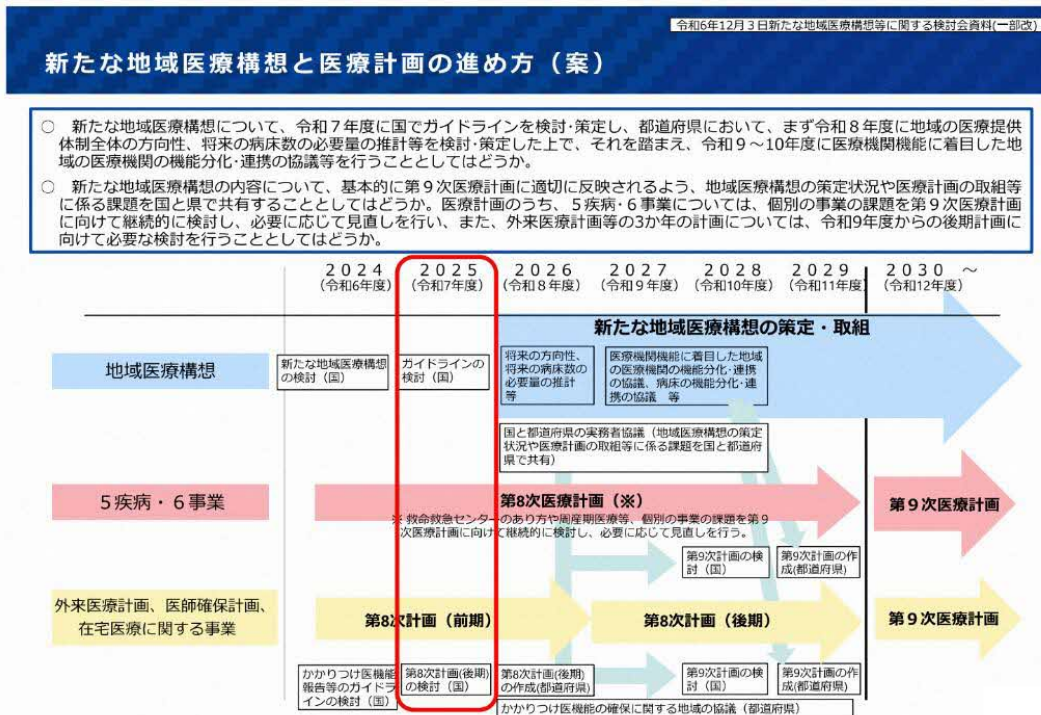 令和6年12月3日新たな地域医療構想等に関する検討会資料(一部改)
新たな地域医療構想と医療計画の進め方（案）
○　新たな地域医療構想について、令和７年度に国でガイドラインを検討･策定し、都道府県において、まず令和８年度に地域の医療提供
体制全体の方向性、将来の病床数の必要量の推計等を検討･策定した上で、それを踏まえ、令和９～10年度に医療機関機能に着目した地
域の医療機関の機能分化･連携の協議等を行うこととしてはどうか。
○　新たな地域医療構想の内容について、基本的に第９次医療計画に適切に反映されるよう、地域医療構想の策定状況や医療計画の取組等
に係る課題を国と県で共有することとしてはどうか。医療計画のうち、５疾病･６事業については、個別の事業の課題を第９次医療計画
に向けて継続的に検討し、必要に応じて見直しを行い、また、外来医療計画等の3か年の計画については、令和9年度からの後期計画に
向けて必要な検討を行うこととしてはどうか。
２０２４　２０２５　２０２６　２０２７　２０２８　２０２９　２０３０　～
（令和6年度）（令和7年度）（令和８年度）（令和９年度）（令和10年度）（令和11年度）（令和12年度）
新たな地域医療構想の策定・取組
地域医療構想
新たな地域医療構想
の検討（国）
ガイドラインの
検討（国）
将来の方向性、
将来の病床数の
必要量の推計
等
医療機関機能に着目した地域
の医療機関の機能分化･連携
の協議、病床の機能分化･連
携の協議　等
国と都道府県の実務者協議（地域医療構想の策定
状況や医療計画の取組等に係る課題を国と都道府
県で共有）
５疾病・６事業
第8次医療計画（※）
第９次医療計画
※ 救命救急センターのあり方や周産期医療等、個別の事業の課題を第９
次医療計画に向けて継続的に検討し、必要に応じて見直しを行う。
第9次計画の検
討（国）
第9次計画の作
成(都道府県)
外来医療計画、医師確保計画、
在宅医療に関する事業
第8次計画（前期）
第8次計画（後期）
第９次医療計画
かかりつけ医機能
報告等のガイドラ
インの検討（国）
第8次計画(後期)
の検討（国）
第8次計画(後期)
の作成(都道府県)
第9次計画の検
討（国）
第9次計画の作
成(都道府県)
かかりつけ医機能の確保に関する地域の協議（都道府県）